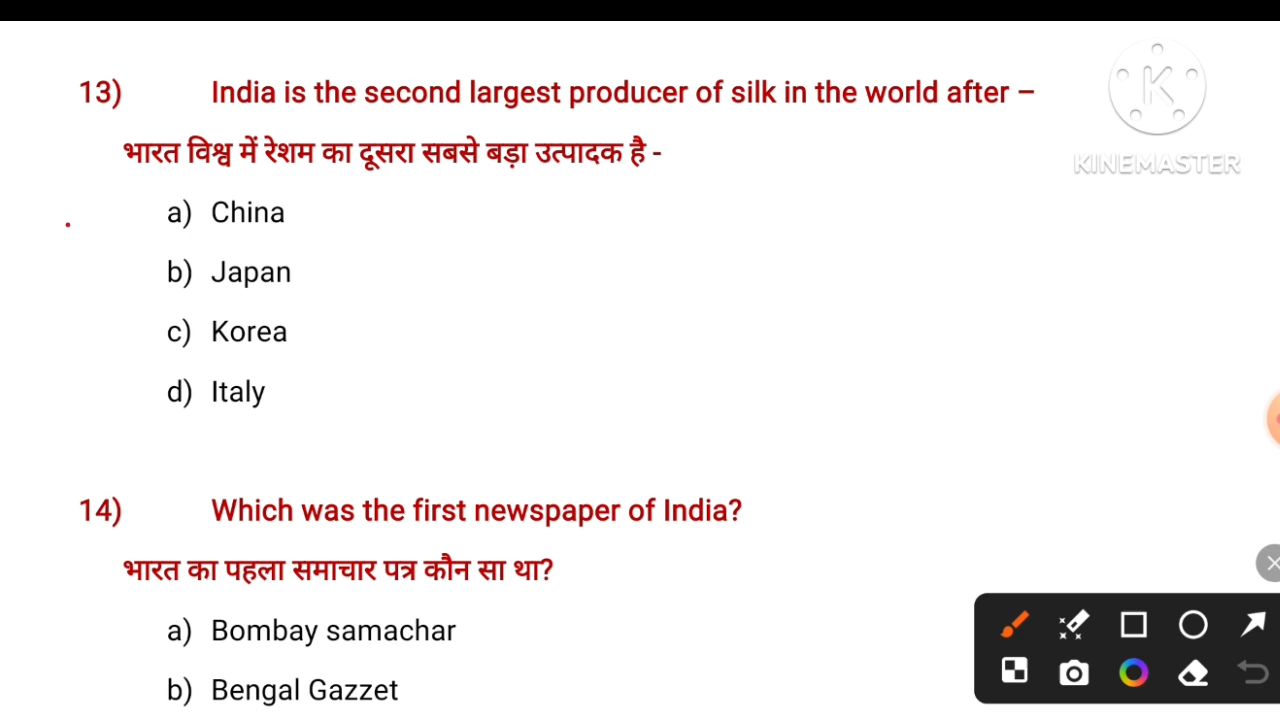 13) India is the second largest producer of silk in the world after –
भारत विश्व में रेशम का दूसरा सबसे बड़ा उत्पादक है -
a) China
b) Japan
c) Korea
d) Italy
14) Which was the first newspaper of India?
भारत का पहला समाचार पत्र कौन सा था?
a) Bombay samachar
b) Bengal Gazzet
K
KINEMASTER